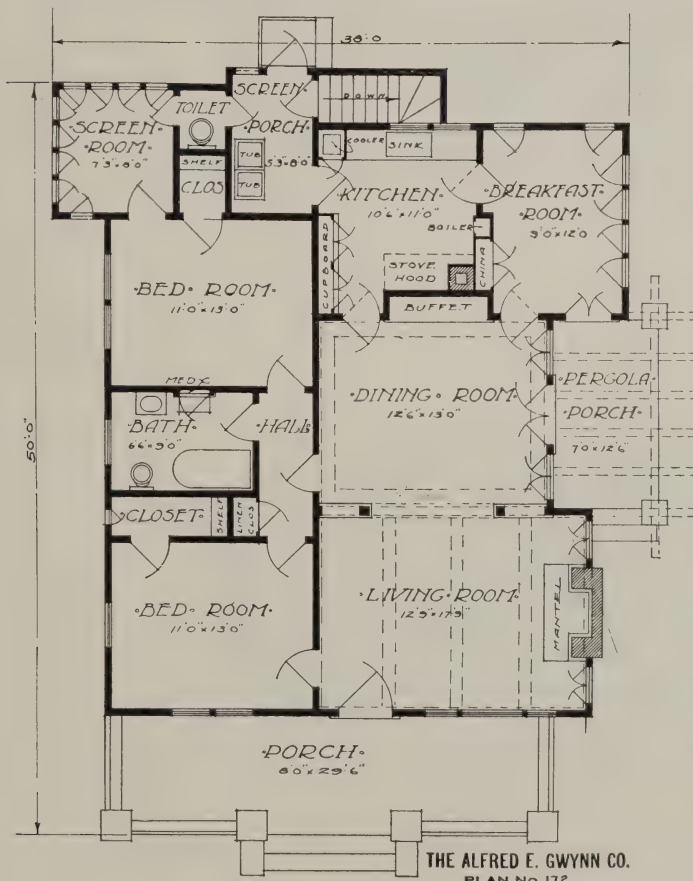 38'0
50'0"
TOILET
SCREEN
ROOM
7'3"x8'0"
SCREEN
PORCH
5'3"x8'0"
TUB
TUB
SHELF
CLOS
DOWN
COOLER
SINK
KITCHEN
10'6"x11'0"
BOILER
CUPBOARD
STOVE
HOOD
CHINA
BREAKFAST
ROOM
9'0"x12'0
BED ROOM
11'0"x13'0
MED X
BUFFET
DINING ROOM
12'6"x13'0
PERGOLA
PORCH
7'0x12'6
BATH
6'6x9'0"
HALL
CLOSET
SHELF
LINEN
CLOS
BED ROOM
11'0"x13'0
LIVING ROOM
12'9"x17'9
MANTEL
PORCH
8'0"x29'6"
THE ALFRED E. GWYNN CO.
PLAN No 172